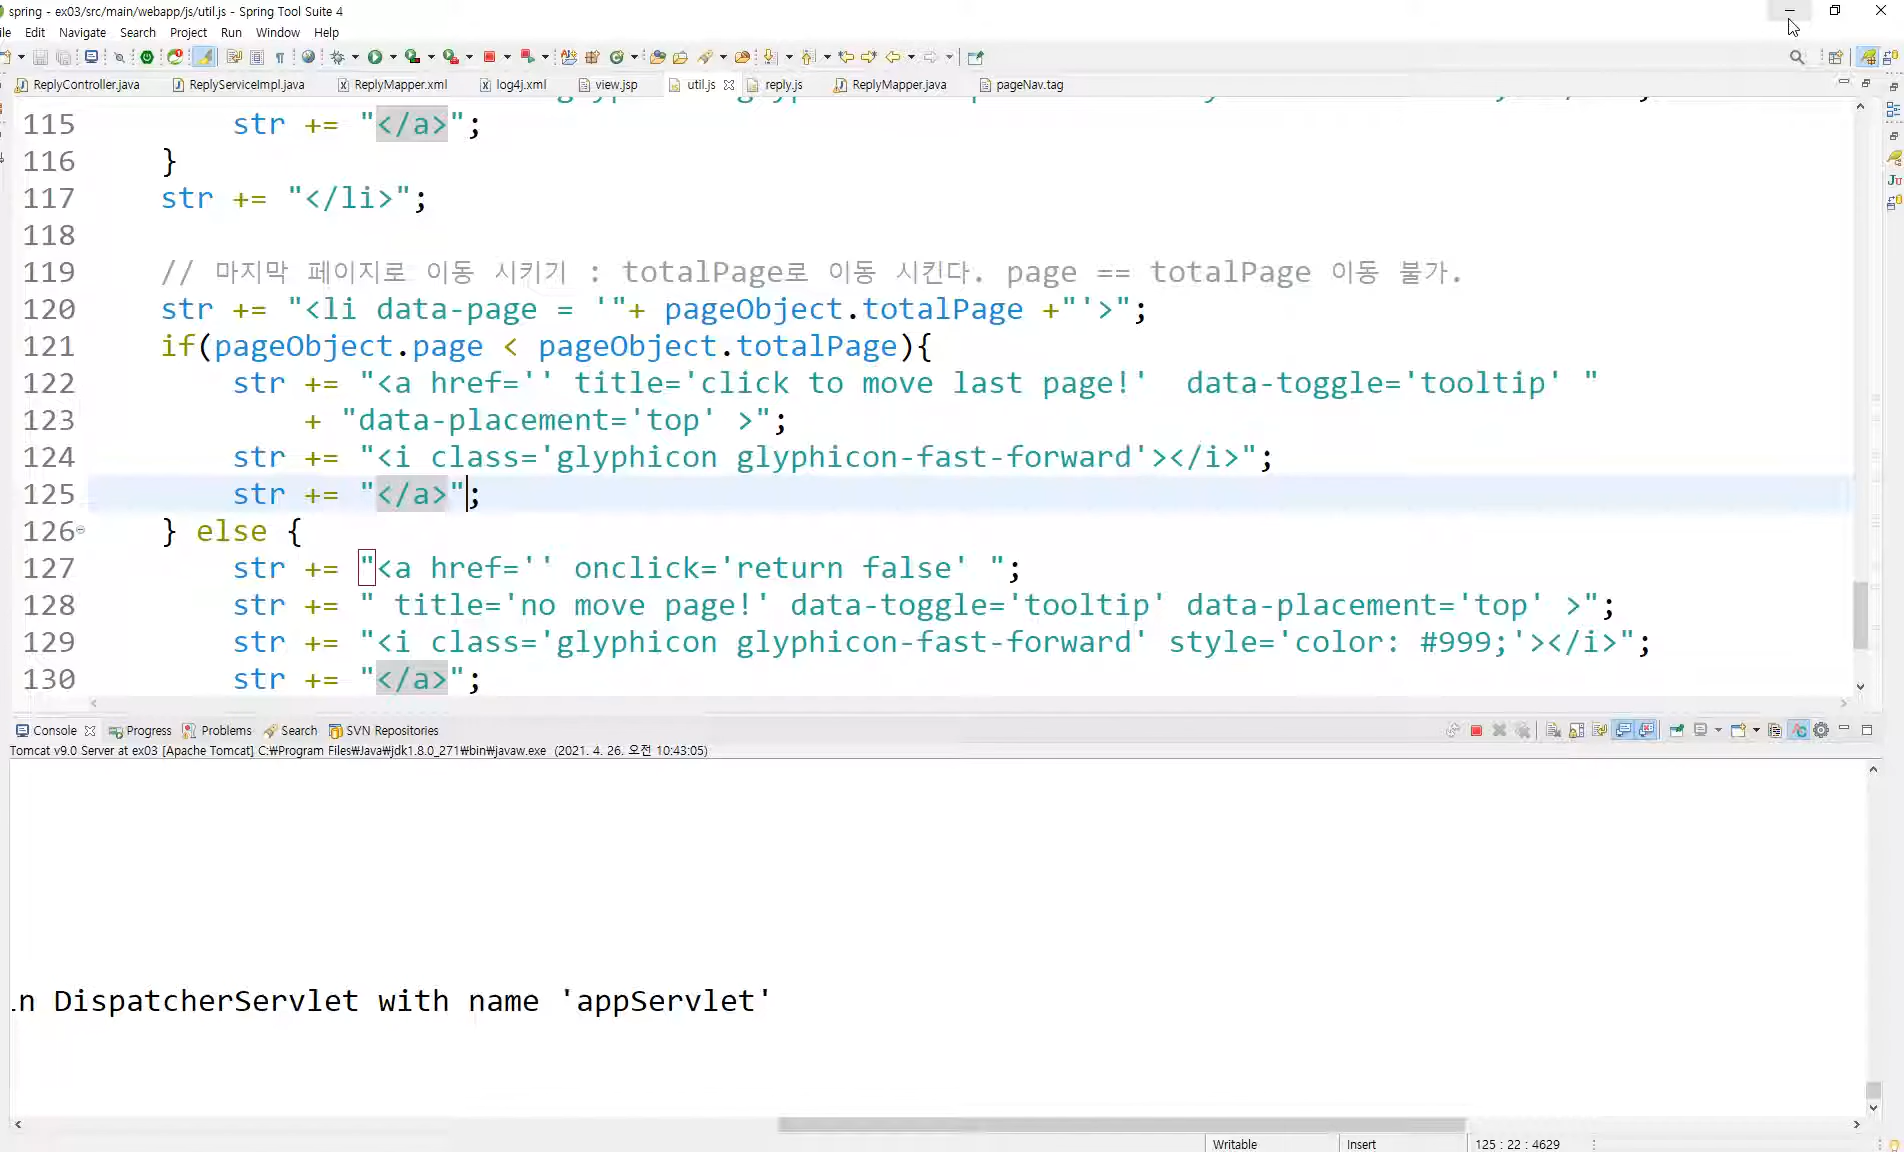 spring - ex03/src/main/webapp/js/util.js - Spring Tool Suite 4
ile Edit Navigate Search Project Run Window Help
ReplyController.java ReplyServiceImpl.java ReplyMapper.xml log4j.xml view.jsp util.js reply.js ReplyMapper.java pageNav.tag
115 str += "</a>";
116 }
117 str += "</li>";
118
119 // 마지막 페이지로 이동 시키기 : totalPage로 이동 시킨다. page == totalPage 이동 불가.
120 str += "<li data-page = '"+ pageObject.totalPage +"'>";
121 if(pageObject.page < pageObject.totalPage){
122 str += "<a href='' title='click to move last page!'  data-toggle='tooltip' "
123 + "data-placement='top' >";
124 str += "<i class='glyphicon glyphicon-fast-forward'></i>";
125 str += "</a>";
126 } else {
127 str += "<a href='' onclick='return false' ";
128 str += " title='no move page!' data-toggle='tooltip' data-placement='top' >";
129 str += "<i class='glyphicon glyphicon-fast-forward' style='color: #999;'></i>";
130 str += "</a>";
Console Progress Problems Search SVN Repositories
Tomcat v9.0 Server at ex03 [Apache Tomcat] C:₩Program Files₩Java₩jdk1.8.0_271₩bin₩javaw.exe (2021. 4. 26. 오전 10:43:05)
in DispatcherServlet with name 'appServlet'
Writable Insert 125 : 22 : 4629